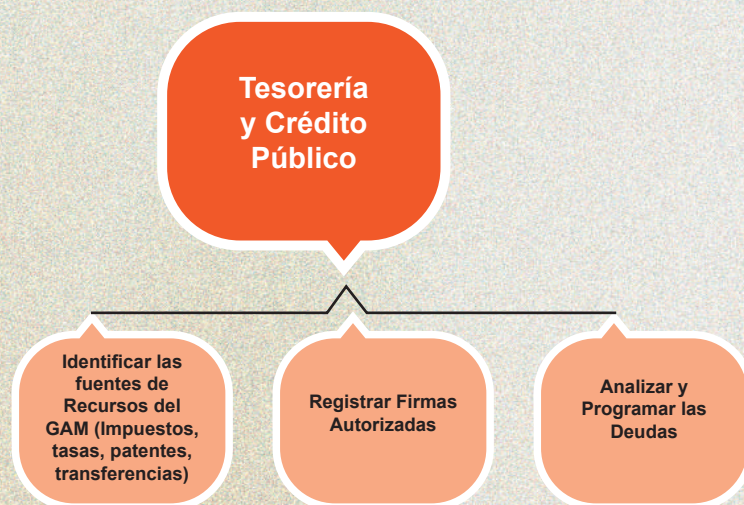 Tesorería
y Crédito
Público
Identificar las
fuentes de
Recursos del
GAM (Impuestos,
tasas, patentes,
transferencias)
Registrar Firmas
Autorizadas
Analizar y
Programar las
Deudas